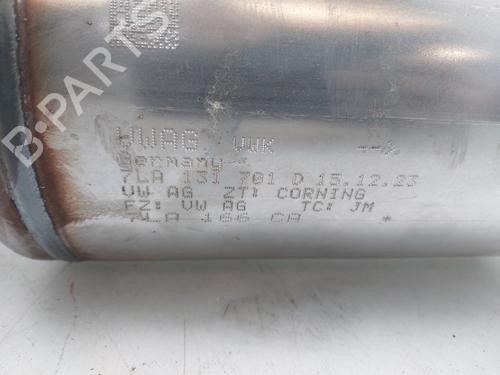 B-PARTS
VWAG VWK
Germany
7LA 131 701 D 15.12.23
VW AG ZT: CORNING
FZ: VW AG TC: JM
7LA 166 CA *